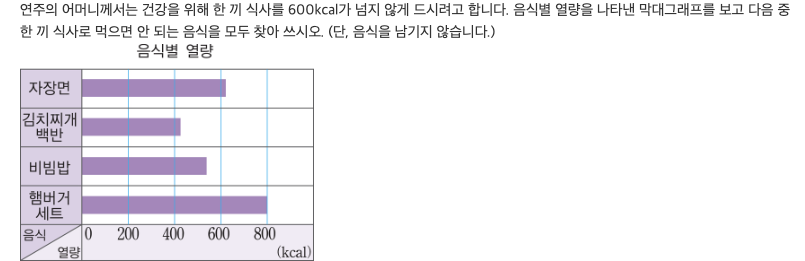 연주의 어머니께서는 건강을 위해 한 끼 식사를 600kcal가 넘지 않게 드시려고 합니다. 음식별 열량을 나타낸 막대그래프를 보고 다음 중
한 끼 식사로 먹으면 안 되는 음식을 모두 찾아 쓰시오. (단, 음식을 남기지 않습니다.)
음식별 열량
자장면
김치찌개
백반
비빔밥
햄버거
세트
음식 0 200 400 600 800
열량 (kcal)